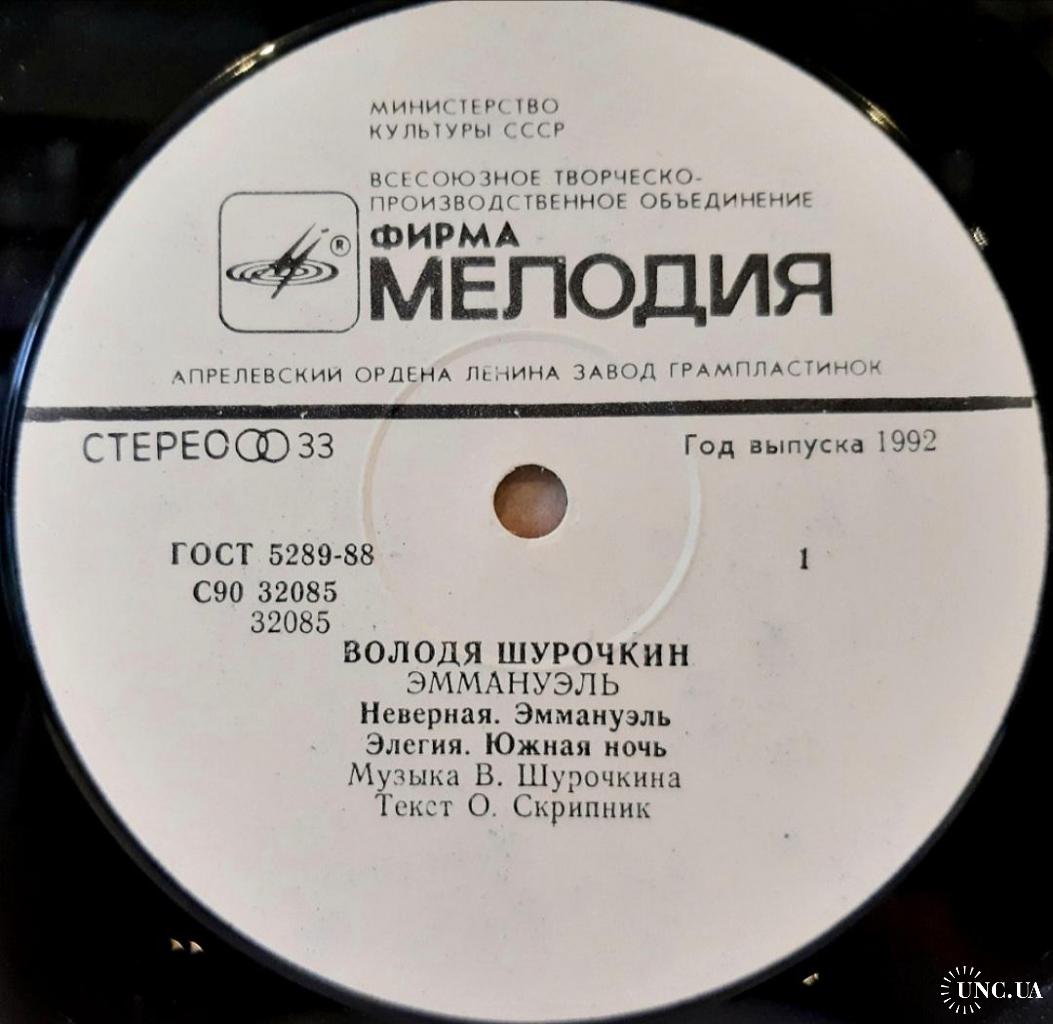 МИНИСТЕРСТВО
КУЛЬТУРЫ СССР
ВСЕСОЮЗНОЕ ТВОРЧЕСКО-
ПРОИЗВОДСТВЕННОЕ ОБЪЕДИНЕНИЕ
ФИРМА
®
МЕЛОДИЯ
АПРЕЛЕВСКИЙ ОРДЕНА ЛЕНИНА ЗАВОД ГРАМПЛАСТИНОК
СТЕРЕО 33
Год выпуска 1992
ГОСТ 5289-88
1
С90 32085
32085
ВОЛОДЯ ШУРОЧКИН
ЭММАНУЭЛЬ
Неверная. Эммануэль
Элегия. Южная ночь
Музыка В. Шурочкина
Текст О. Скрипник
UNC.UA